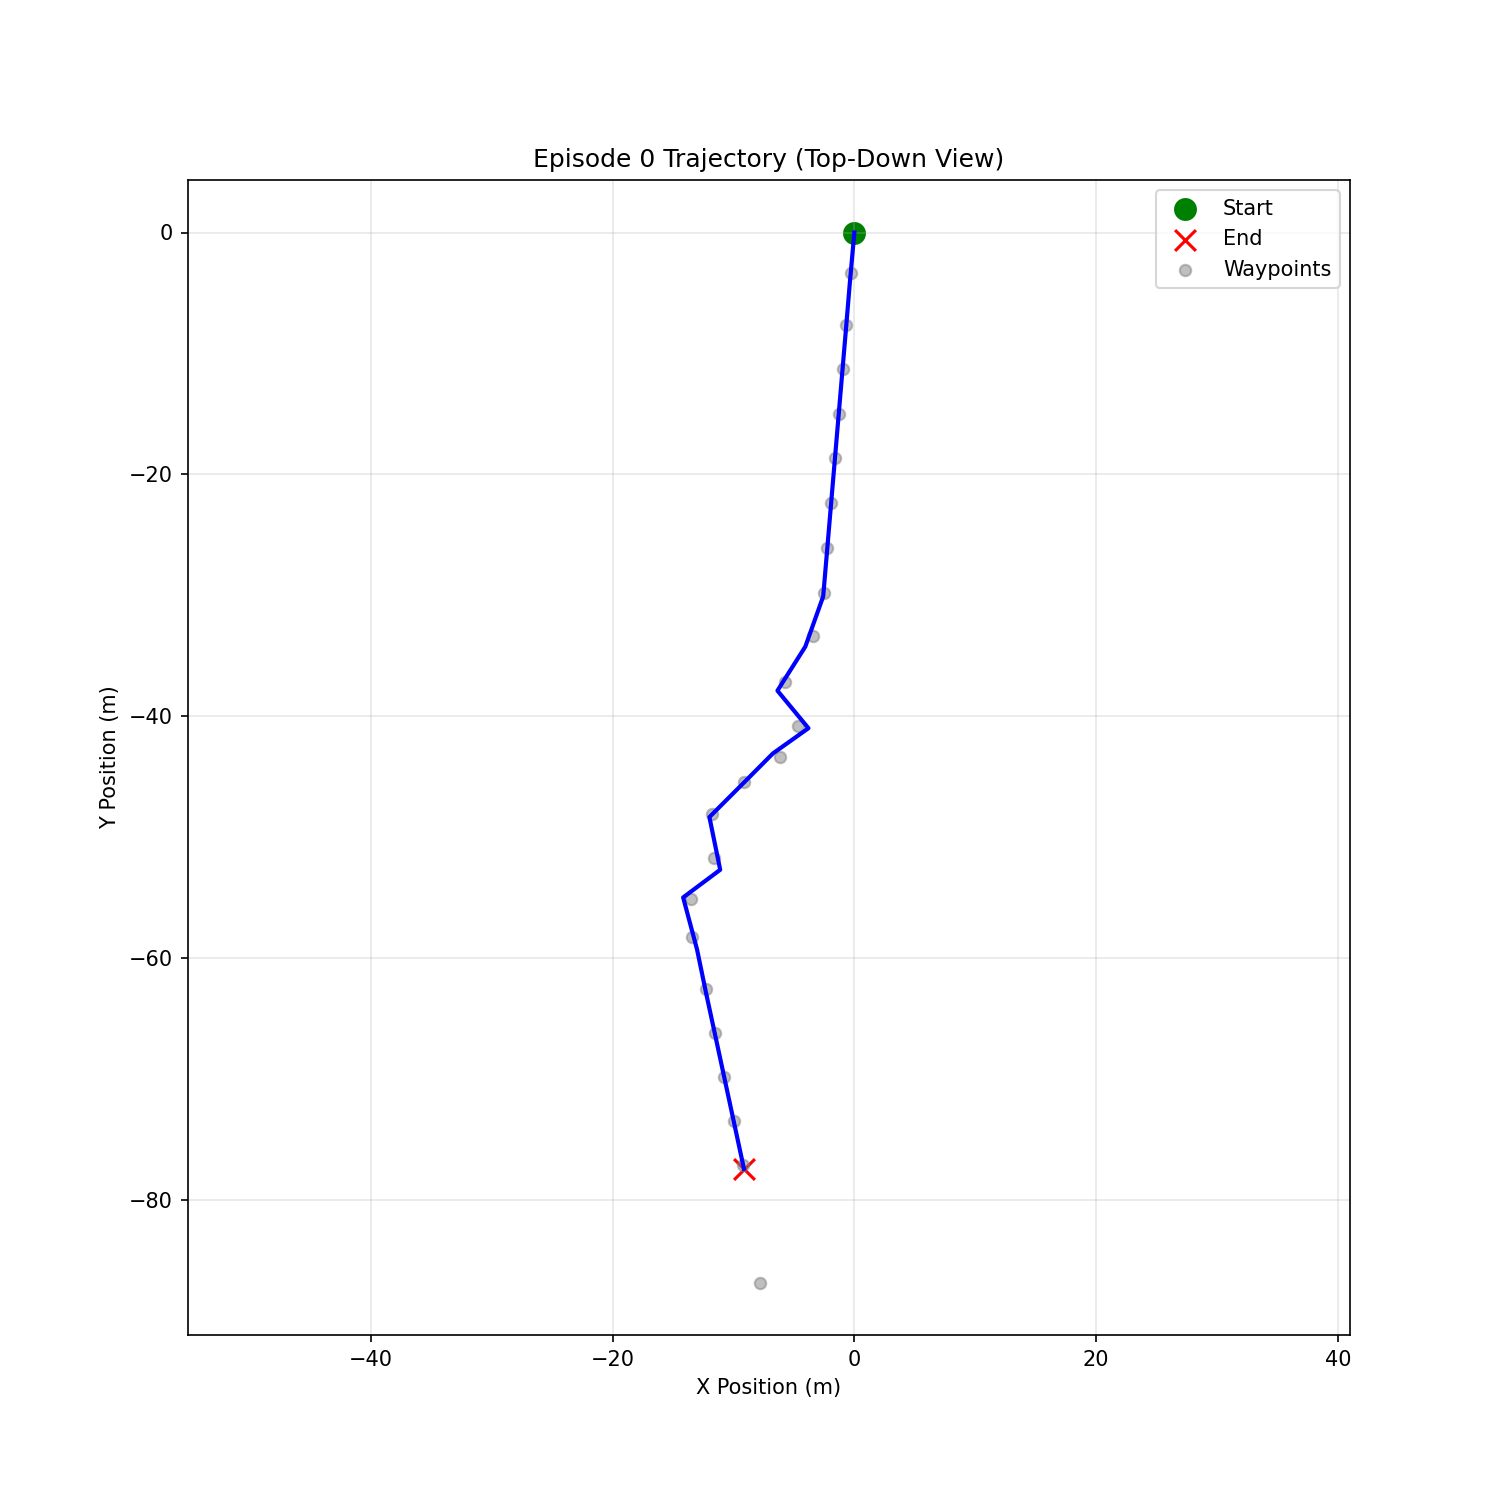 Episode 0 Trajectory (Top-Down View)
Start
End
Waypoints
0
−20
−40
−60
−80
Y Position (m)
−40
−20
0
20
40
X Position (m)